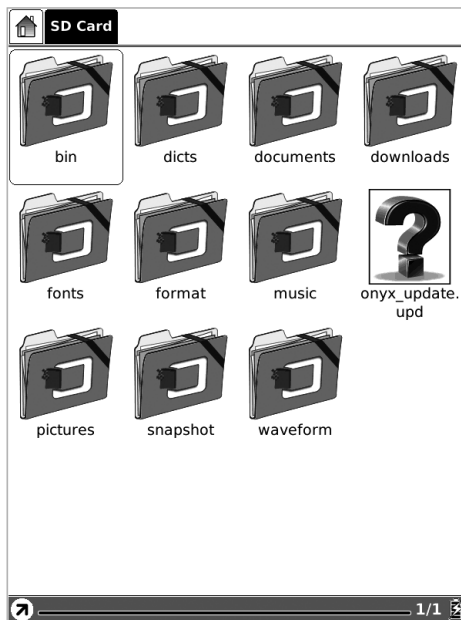 SD Card
bin
dicts
documents
downloads
fonts
format
music
onyx_update.
upd
pictures
snapshot
waveform
1/1